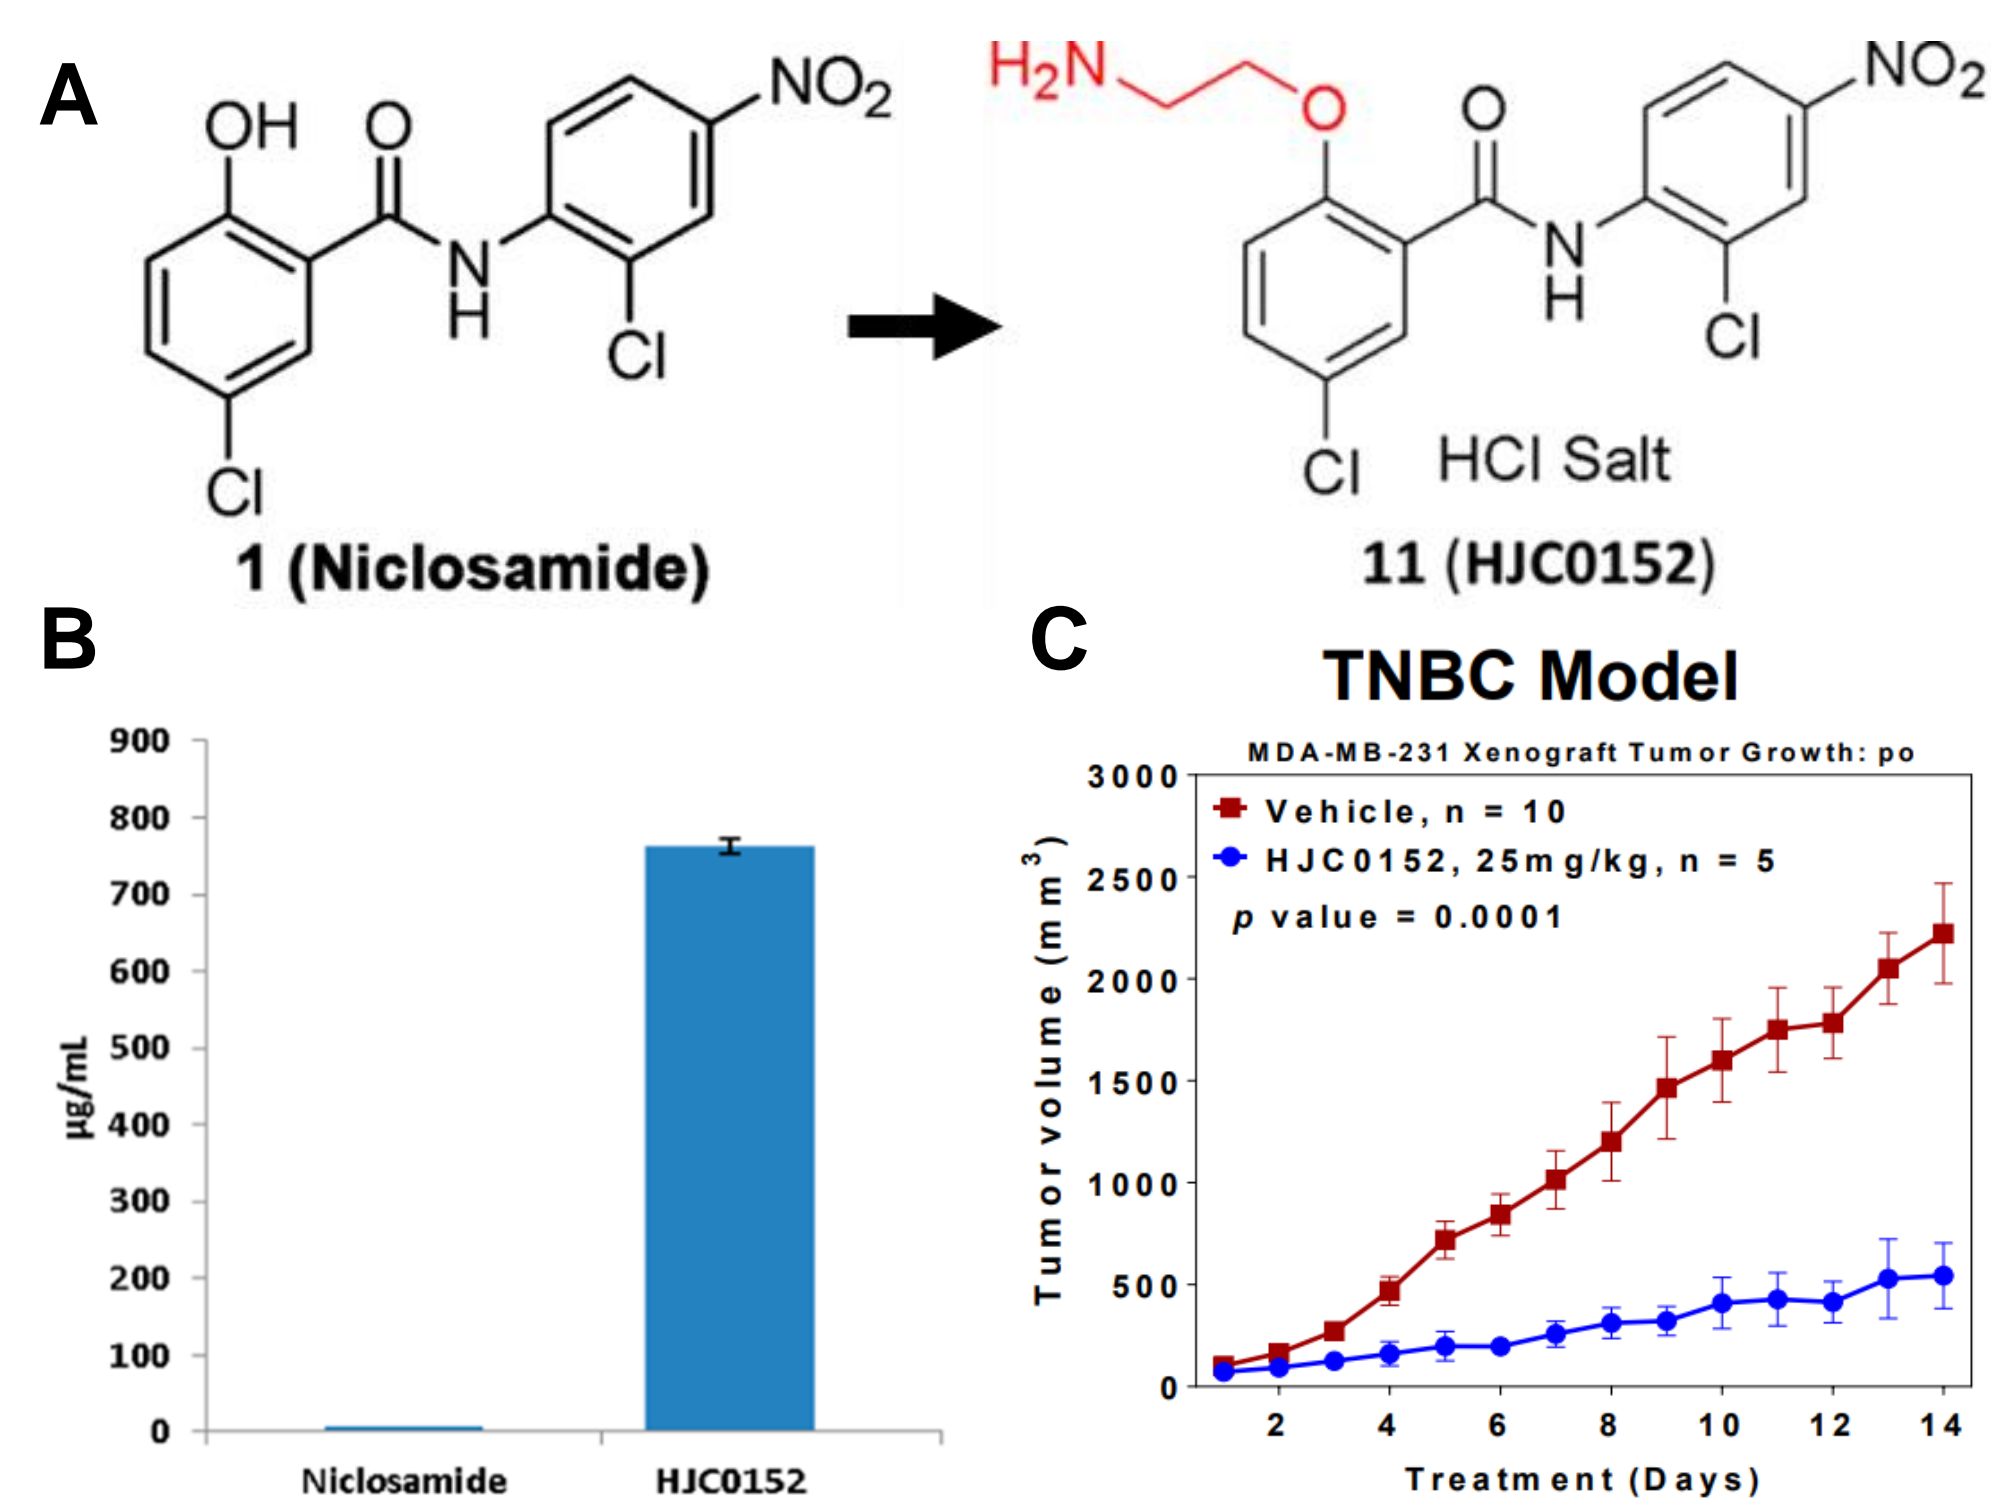 A
OH
O
NO2
N
H
Cl
Cl
1 (Niclosamide)
H2N
O
O
NO2
N
H
Cl
Cl
HCl Salt
11 (HJC0152)
B
900
800
700
600
500
400
300
200
100
0
µg/mL
Niclosamide
HJC0152
C
TNBC Model
MDA-MB-231 Xenograft Tumor Growth: po
Vehicle, n = 10
HJC0152, 25mg/kg, n = 5
p value = 0.0001
3000
2500
2000
1500
1000
500
0
Tumor volume (mm³)
2 4 6 8 10 12 14
Treatment (Days)